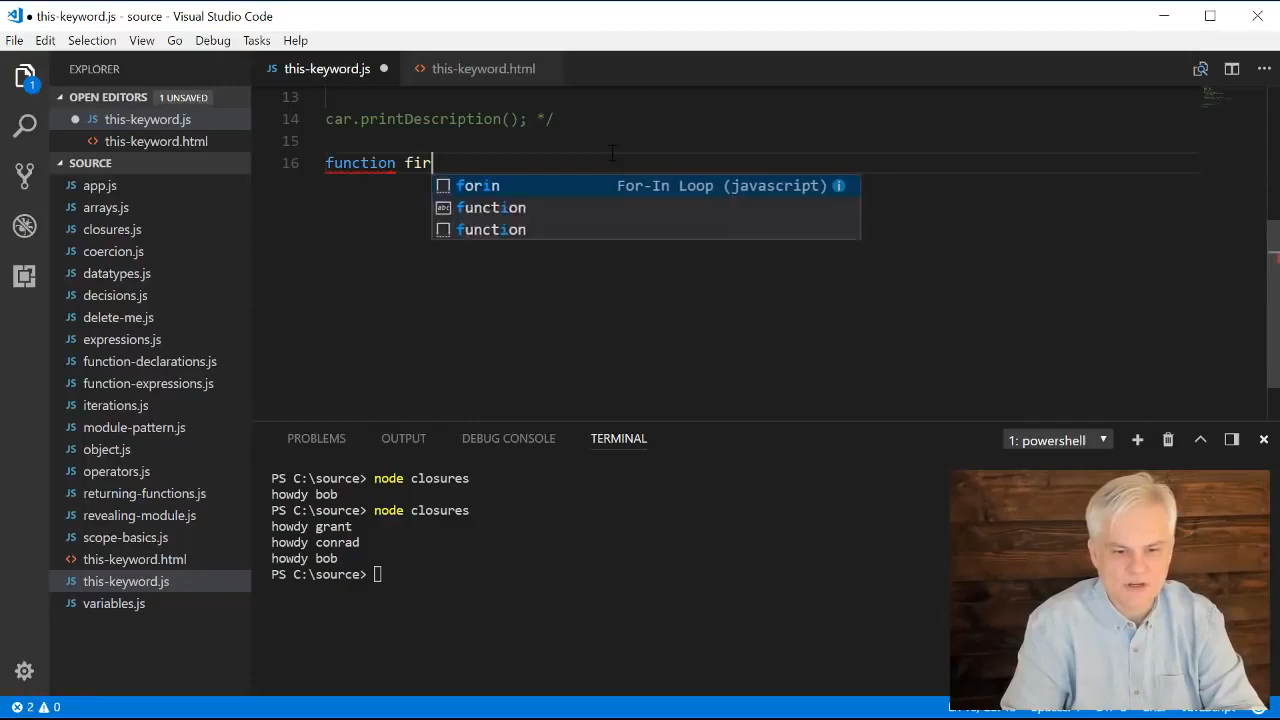 this-keyword.js - source - Visual Studio Code
File Edit Selection View Go Debug Tasks Help
EXPLORER
JS this-keyword.js
this-keyword.html
OPEN EDITORS 1 UNSAVED
JS this-keyword.js
this-keyword.html
SOURCE
JS app.js
JS arrays.js
JS closures.js
JS coercion.js
JS datatypes.js
JS decisions.js
JS delete-me.js
JS expressions.js
JS function-declarations.js
JS function-expressions.js
JS iterations.js
JS module-pattern.js
JS object.js
JS operators.js
JS returning-functions.js
JS revealing-module.js
JS scope-basics.js
this-keyword.html
JS this-keyword.js
JS variables.js
1
13
14 car.printDescription(); */
15
16 function fir
forin For-In Loop (javascript)
abc function
function
PROBLEMS OUTPUT DEBUG CONSOLE TERMINAL
1: powershell
PS C:\source> node closures
howdy bob
PS C:\source> node closures
howdy grant
howdy conrad
howdy bob
PS C:\source>
2 0